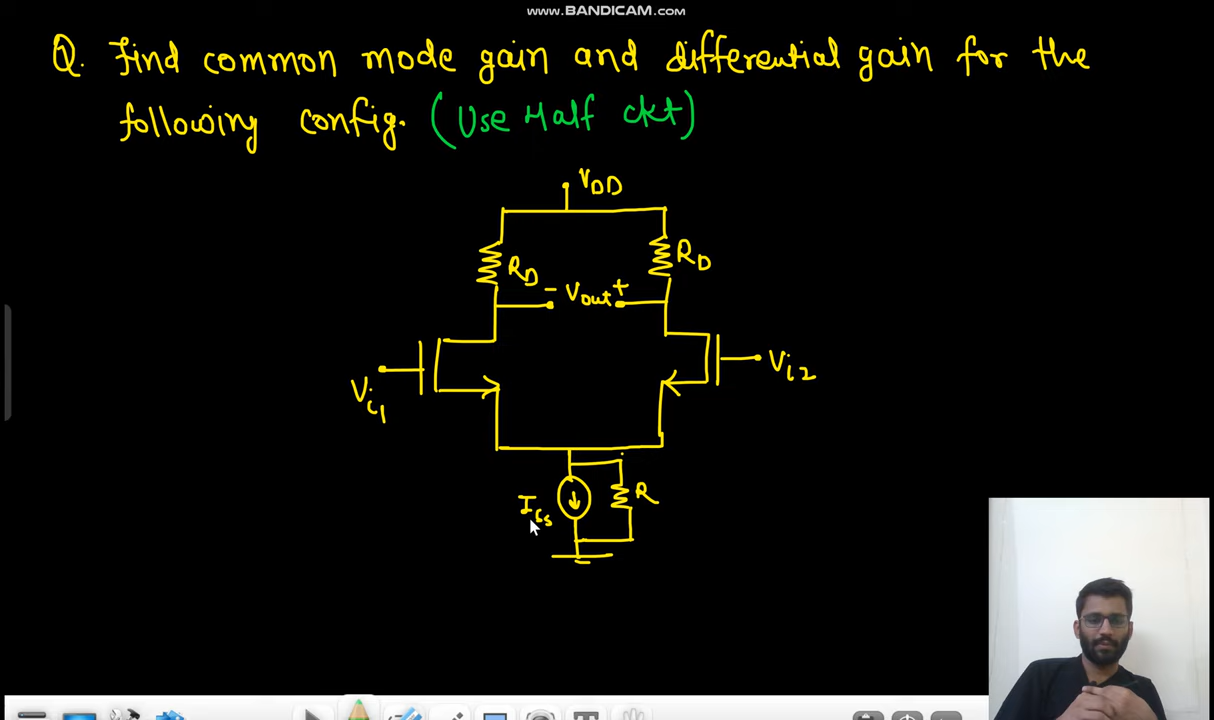 WWW.BANDICAM.COM
Q. Find common mode gain and differential gain for the
following config. (Use Half ckt)
VDD
RD
RD
- Vout +
Vi1
Vi2
R